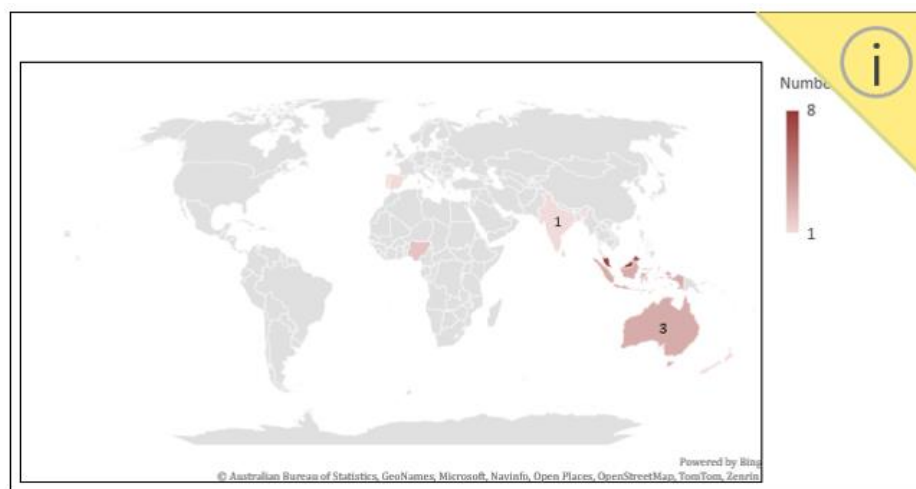 i
Numbe
8
1
1
3
Powered by Bing
© Australian Bureau of Statistics, GeoNames, Microsoft, Navinfo, Open Places, OpenStreetMap, TomTom, Zenrin